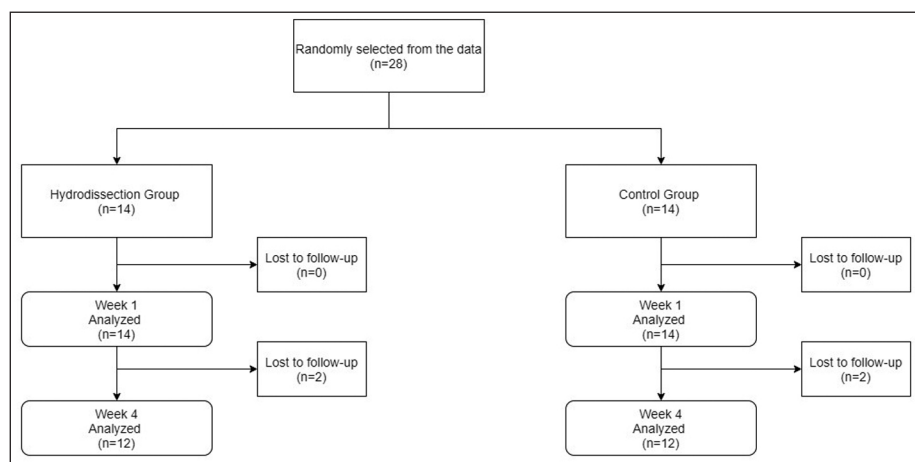 Randomly selected from the data
(n=28)
Hydrodissection Group
(n=14)
Control Group
(n=14)
Lost to follow-up
(n=0)
Lost to follow-up
(n=0)
Week 1
Analyzed
(n=14)
Week 1
Analyzed
(n=14)
Lost to follow-up
(n=2)
Lost to follow-up
(n=2)
Week 4
Analyzed
(n=12)
Week 4
Analyzed
(n=12)